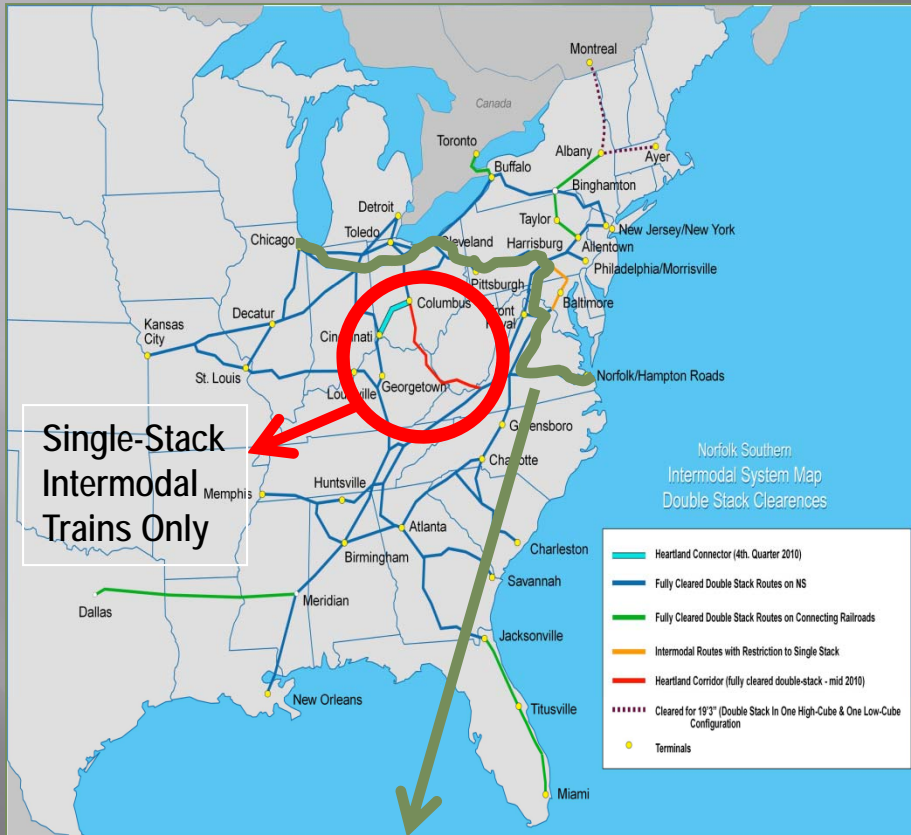 Montreal
Canada
Toronto
Albany
Ayer
Buffalo
Binghamton
Detroit
Taylor
New Jersey/New York
Toledo
Chicago
Cleveland
Harrisburg
Allentown
Philadelphia/Morrisville
Pittsburgh
Columbus
Baltimore
Front
Royal
Kansas
City
Decatur
Cincinnati
St. Louis
Louisville
Georgetown
Norfolk/Hampton Roads
Single-Stack
Intermodal
Trains Only
Greensboro
Charlotte
Memphis
Huntsville
Norfolk Southern
Intermodal System Map
Double Stack Clearences
Atlanta
Birmingham
Charleston
Savannah
Dallas
Meridian
Jacksonville
New Orleans
Titusville
Miami
Heartland Connector (4th. Quarter 2010)
Fully Cleared Double Stack Routes on NS
Fully Cleared Double Stack Routes on Connecting Railroads
Intermodal Routes with Restriction to Single Stack
Heartland Corridor (fully cleared double-stack - mid 2010)
Cleared for 19'3" (Double Stack In One High-Cube & One Low-Cube
Configuration
Terminals